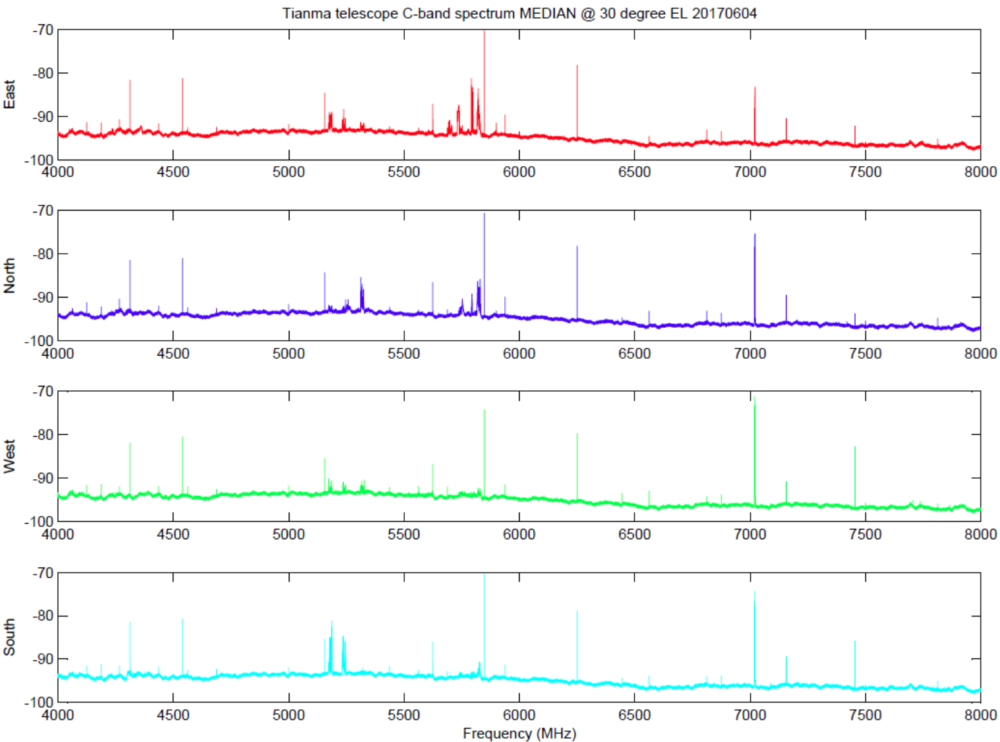 Tianma telescope C-band spectrum MEDIAN @ 30 degree EL 20170604
-70
-80
-90
-100
East
4000 4500 5000 5500 6000 6500 7000 7500 8000
-70
-80
-90
-100
North
4000 4500 5000 5500 6000 6500 7000 7500 8000
-70
-80
-90
-100
West
4000 4500 5000 5500 6000 6500 7000 7500 8000
-70
-80
-90
-100
South
4000 4500 5000 5500 6000 6500 7000 7500 8000
Frequency (MHz)